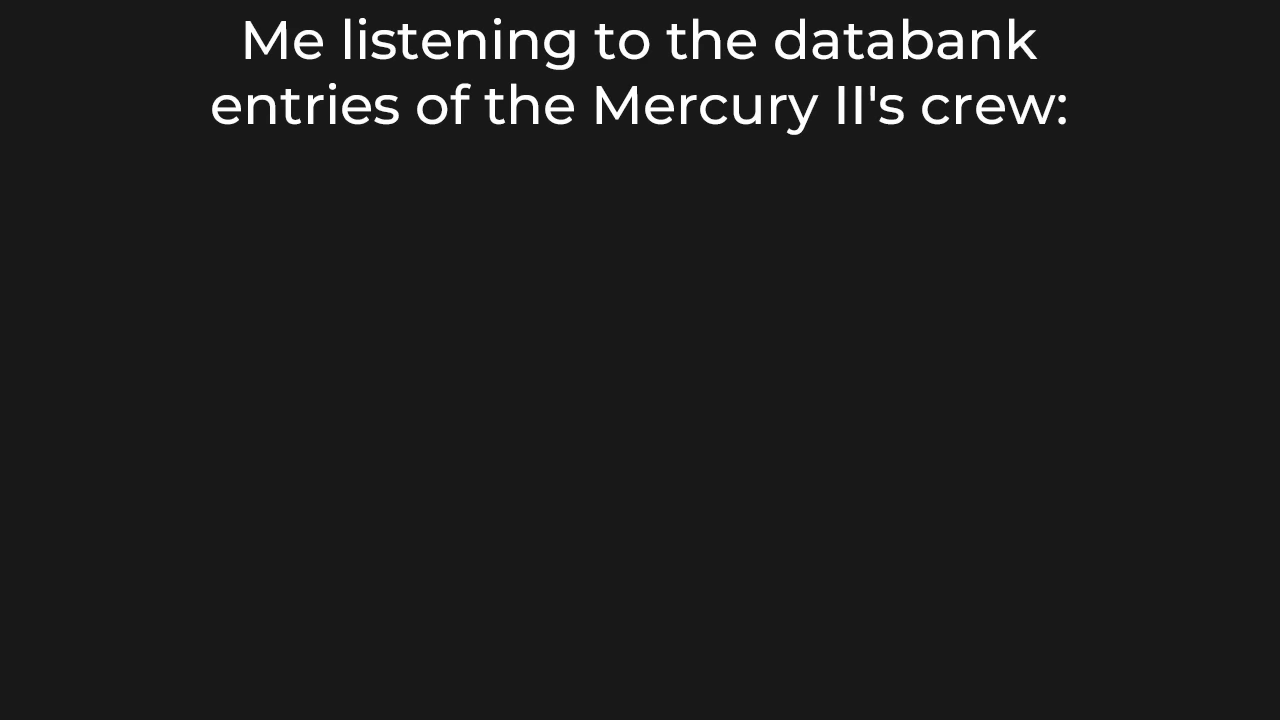 Me listening to the databank
entries of the Mercury II's crew: